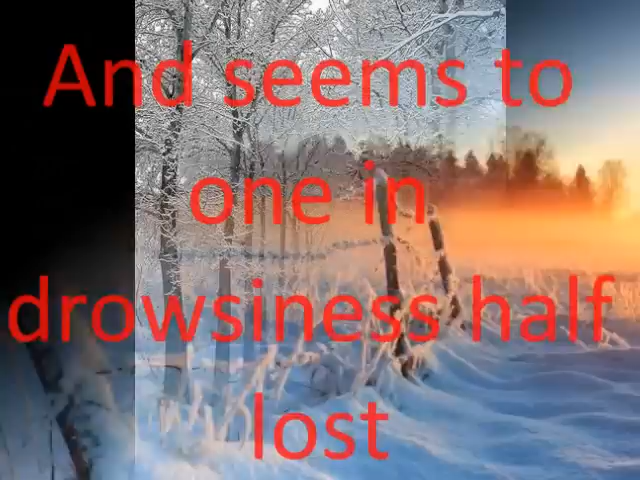 And seems to
one in
drowsiness half
lost